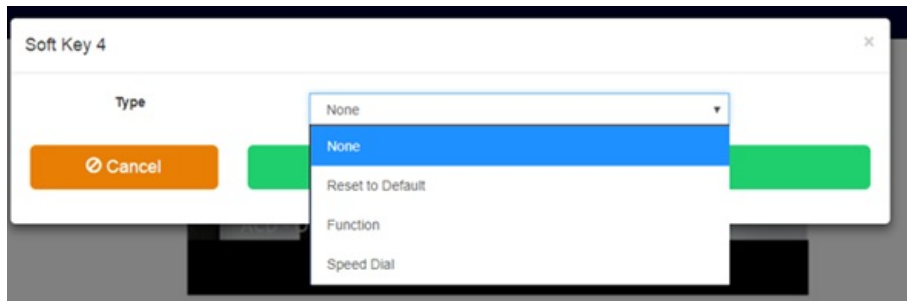 Soft Key 4 ×
Type None
None
Cancel
Reset to Default
Function
Speed Dial